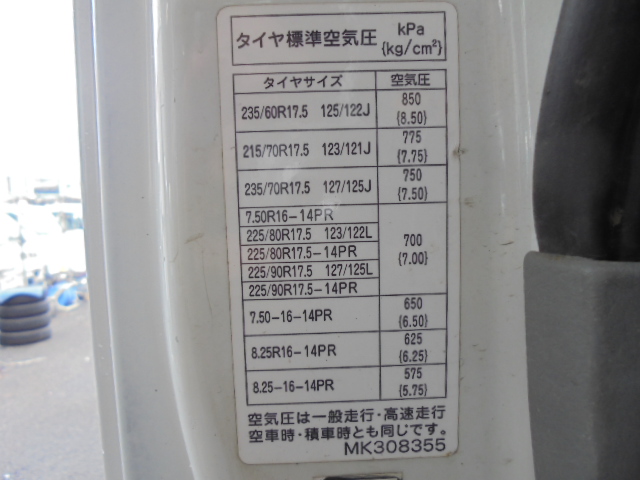 タイヤ標準空気圧 kPa
{kg/cm²}
タイヤサイズ 空気圧
235/60R17.5 125/122J 850
{8.50}
215/70R17.5 123/121J 775
{7.75}
235/70R17.5 127/125J 750
{7.50}
7.50R16-14PR
225/80R17.5 123/122L
225/80R17.5-14PR 700
{7.00}
225/90R17.5 127/125L
225/90R17.5-14PR
7.50-16-14PR 650
{6.50}
8.25R16-14PR 625
{6.25}
8.25-16-14PR 575
{5.75}
空気圧は一般走行・高速走行
空車時・積車時とも同じです。
MK308355